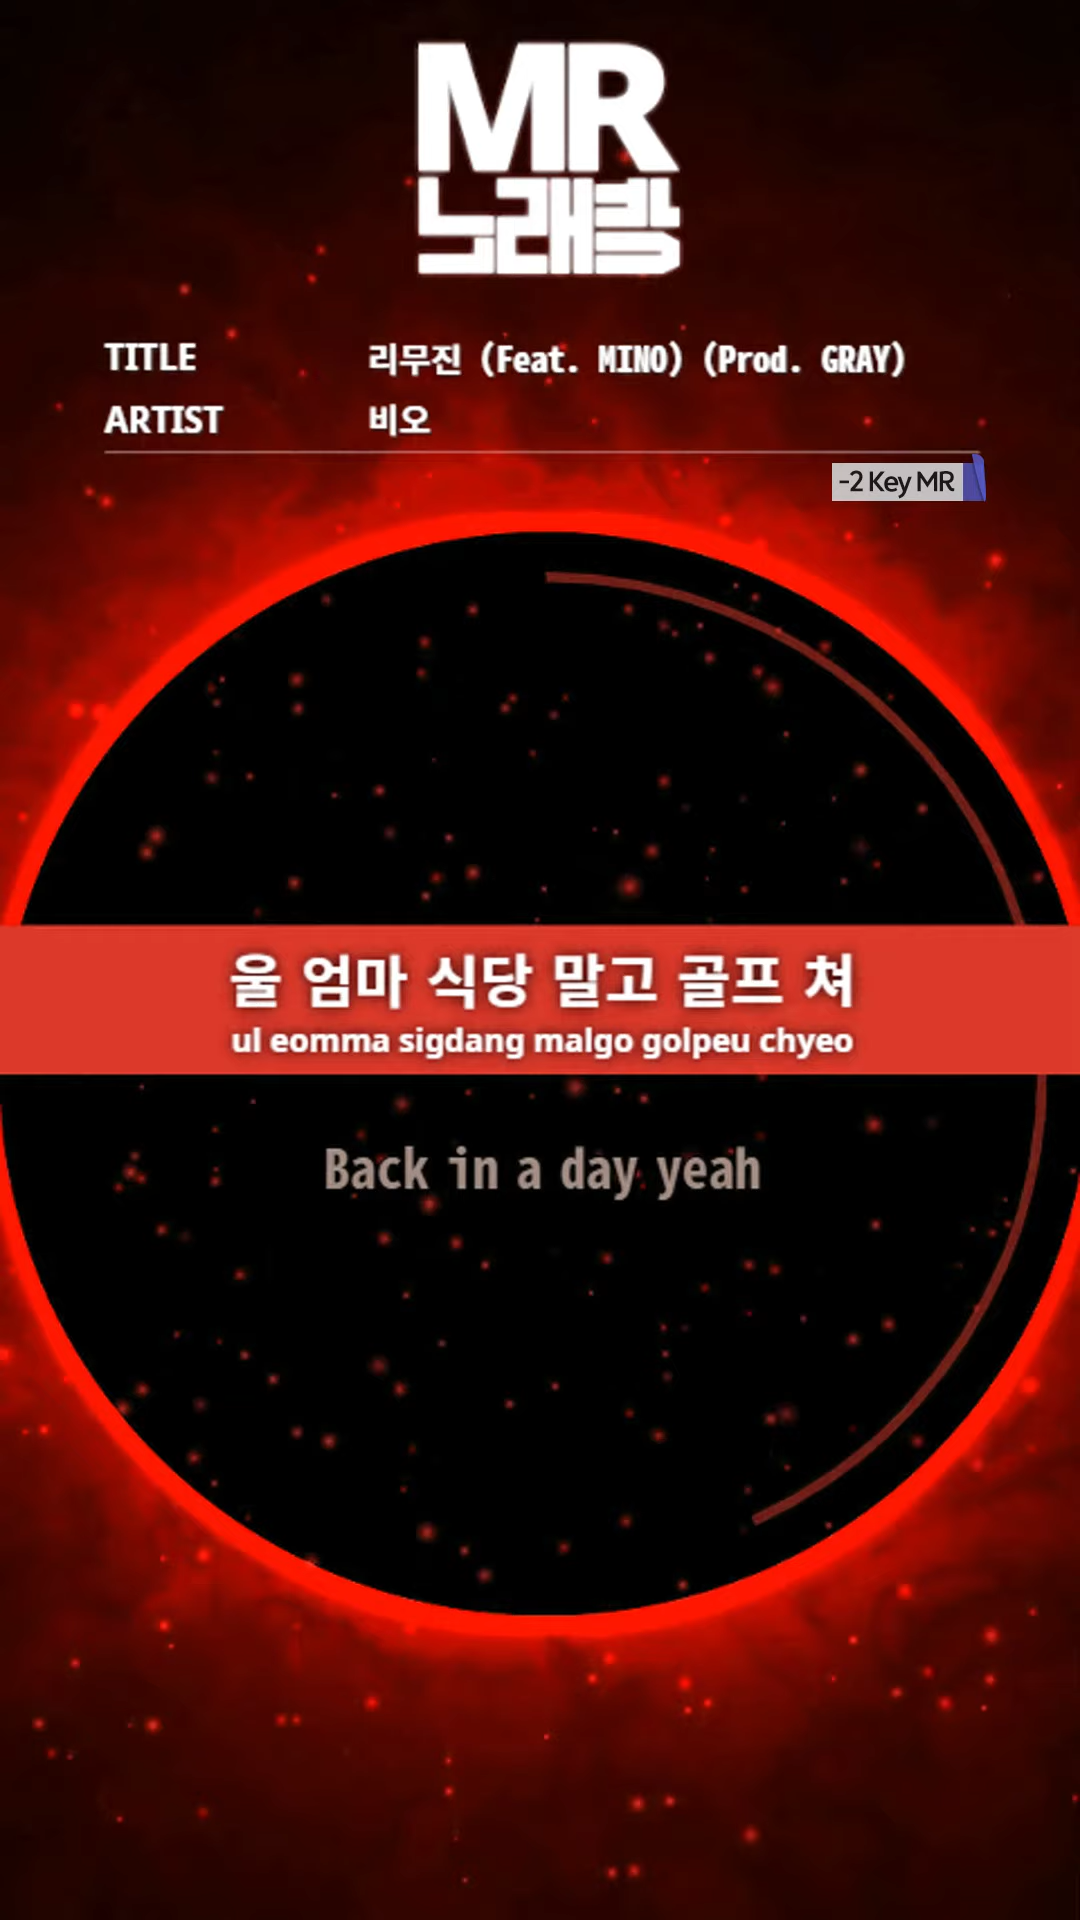 MR
노래방
TITLE 리무진 (Feat. MINO) (Prod. GRAY)
ARTIST 비오
-2 Key MR
울 엄마 식당 말고 골프 쳐
ul eomma sigdang malgo golpeu chyeo
Back in a day yeah